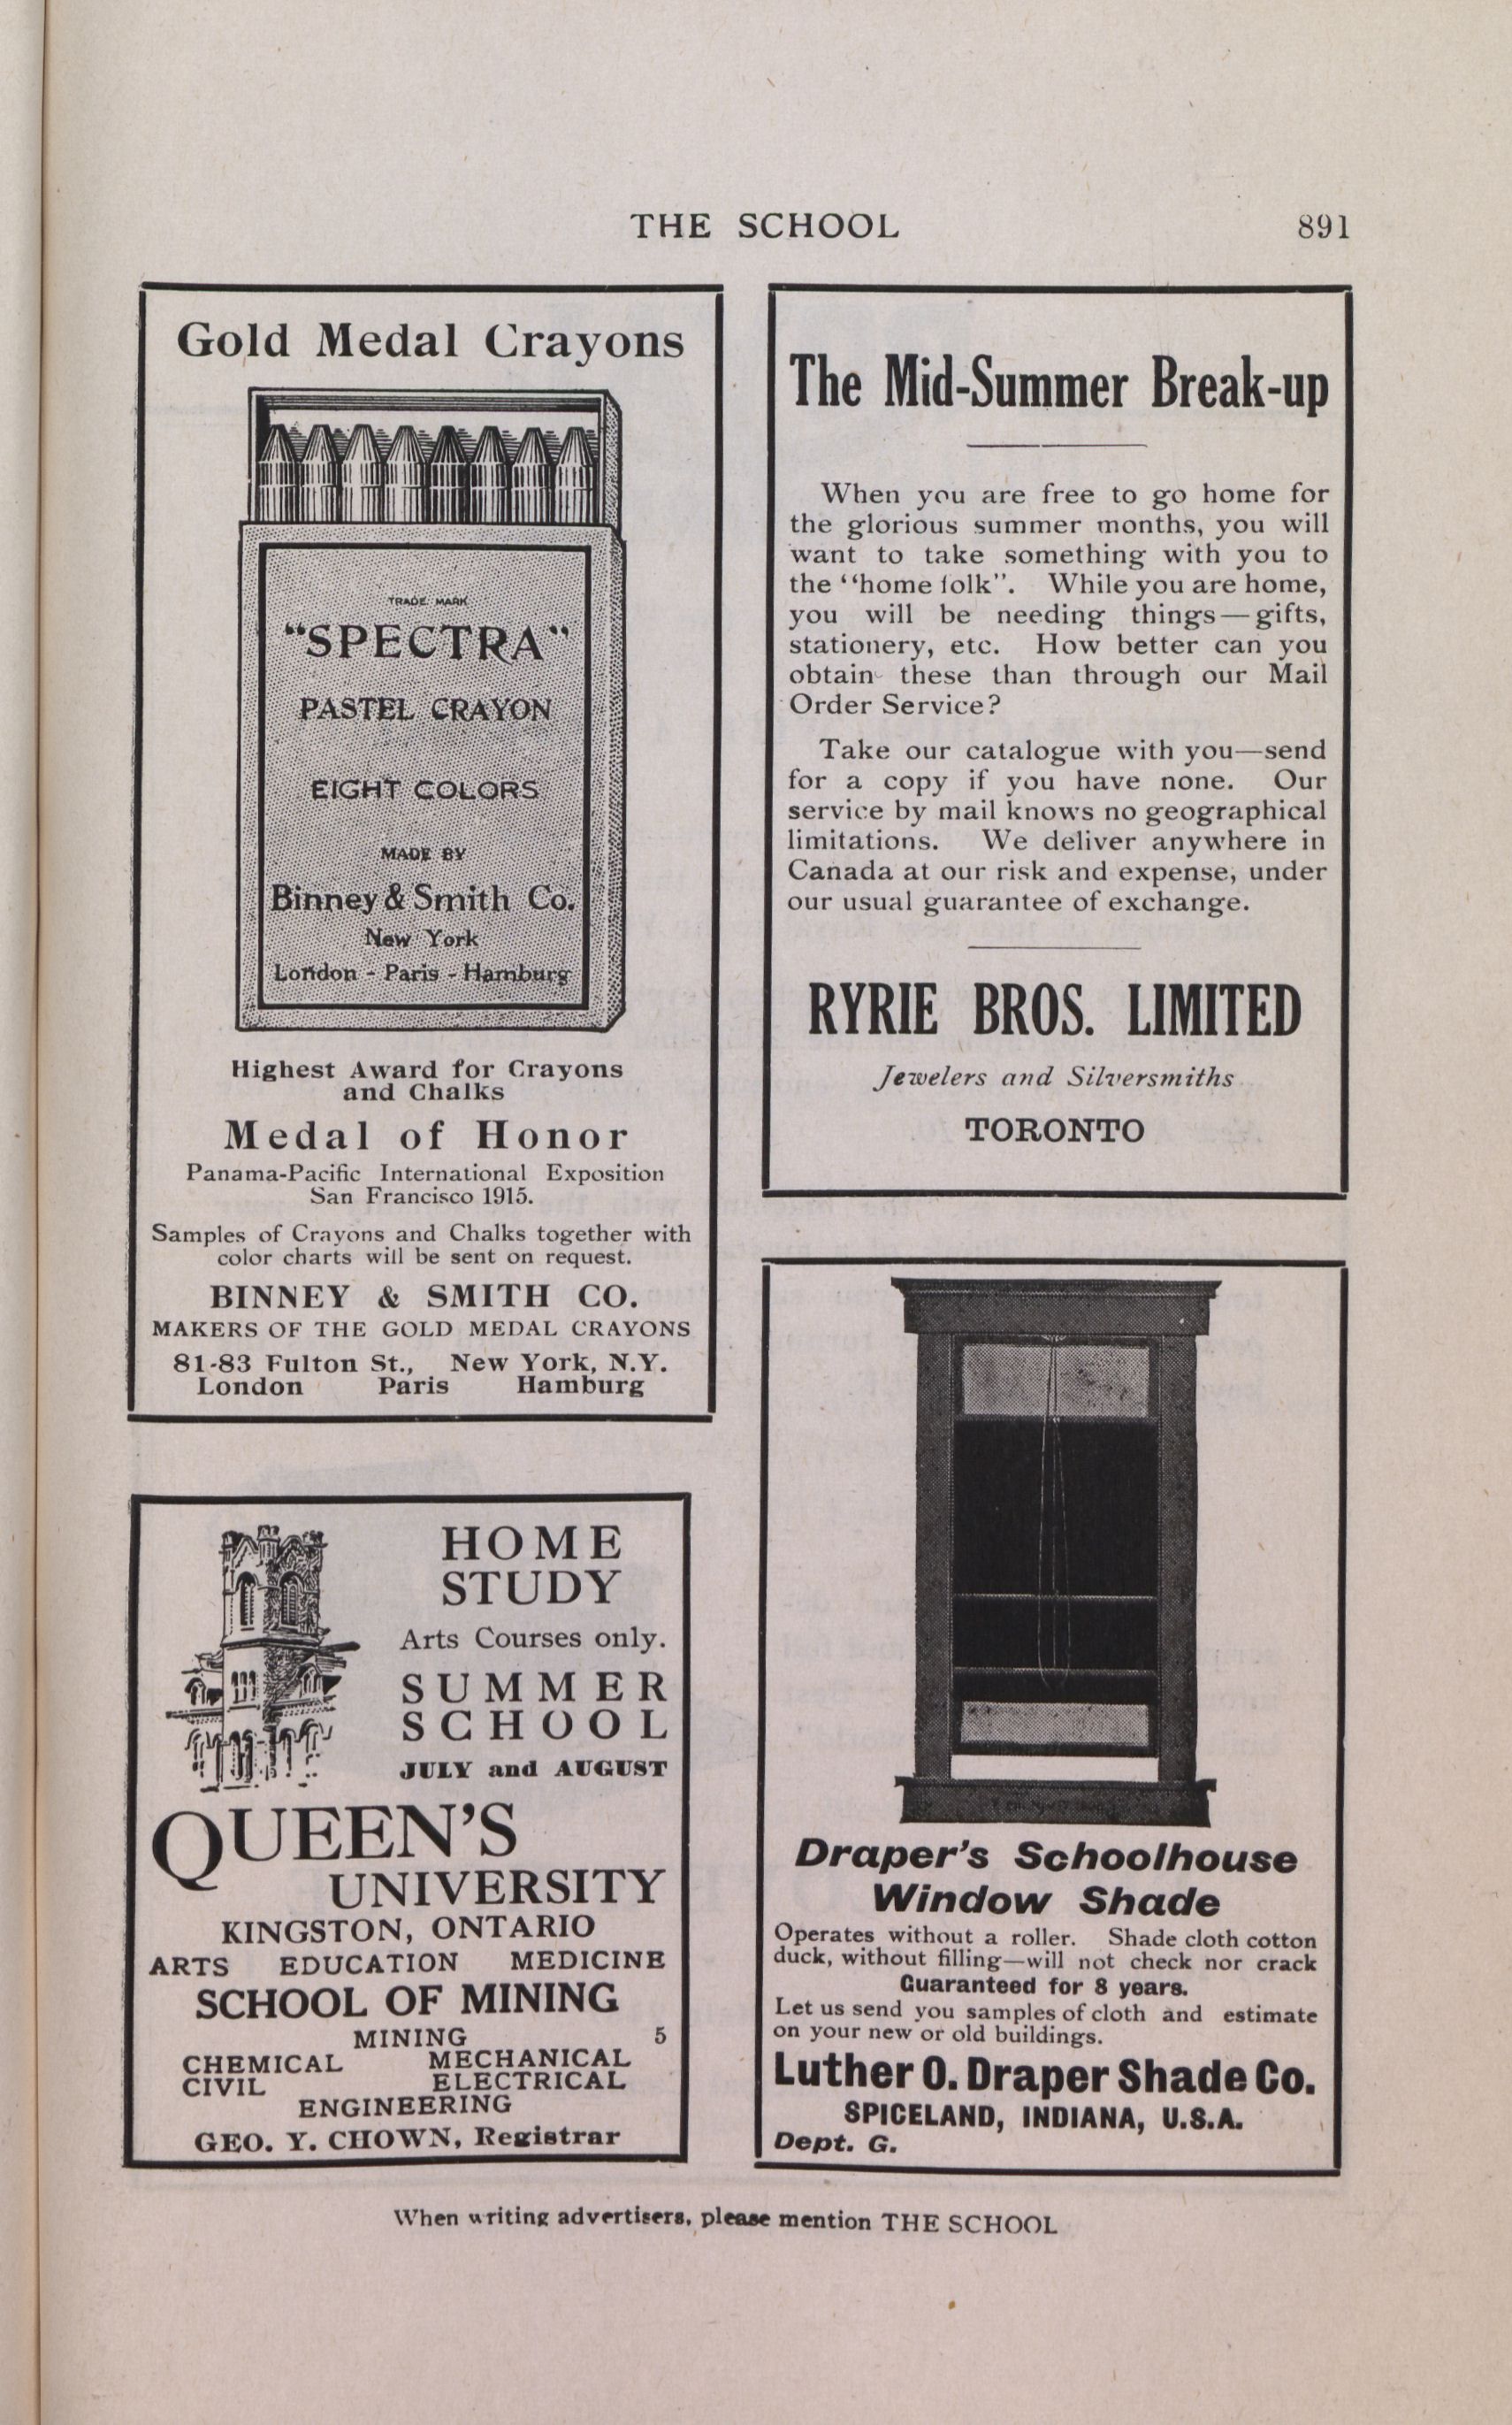 THE SCHOOL 891
Gold Medal Crayons
TRADE MARK
"SPECTRA"
PASTEL CRAYON
EIGHT COLORS
MADE BY
Binney & Smith Co.
New York
London - Paris - Hamburg
Highest Award for Crayons
and Chalks
Medal of Honor
Panama-Pacific International Exposition
San Francisco 1915.
Samples of Crayons and Chalks together with
color charts will be sent on request.
BINNEY & SMITH CO.
MAKERS OF THE GOLD MEDAL CRAYONS
81-83 Fulton St., New York, N.Y.
London Paris Hamburg
HOME
STUDY
Arts Courses only.
SUMMER
SCHOOL
JULY and AUGUST
QUEEN'S
UNIVERSITY
KINGSTON, ONTARIO
ARTS EDUCATION MEDICINE
SCHOOL OF MINING
MINING 5
CHEMICAL MECHANICAL
CIVIL ELECTRICAL
ENGINEERING
GEO. Y. CHOWN, Registrar
The Mid-Summer Break-up
When you are free to go home for
the glorious summer months, you will
want to take something with you to
the "home folk". While you are home,
you will be needing things—gifts,
stationery, etc. How better can you
obtain these than through our Mail
Order Service?
Take our catalogue with you—send
for a copy if you have none. Our
service by mail knows no geographical
limitations. We deliver anywhere in
Canada at our risk and expense, under
our usual guarantee of exchange.
RYRIE BROS. LIMITED
Jewelers and Silversmiths
TORONTO
Draper's Schoolhouse
Window Shade
Operates without a roller. Shade cloth cotton
duck, without filling—will not check nor crack
Guaranteed for 8 years.
Let us send you samples of cloth and estimate
on your new or old buildings.
Luther O. Draper Shade Co.
SPICELAND, INDIANA, U.S.A.
Dept. G.
When writing advertisers, please mention THE SCHOOL